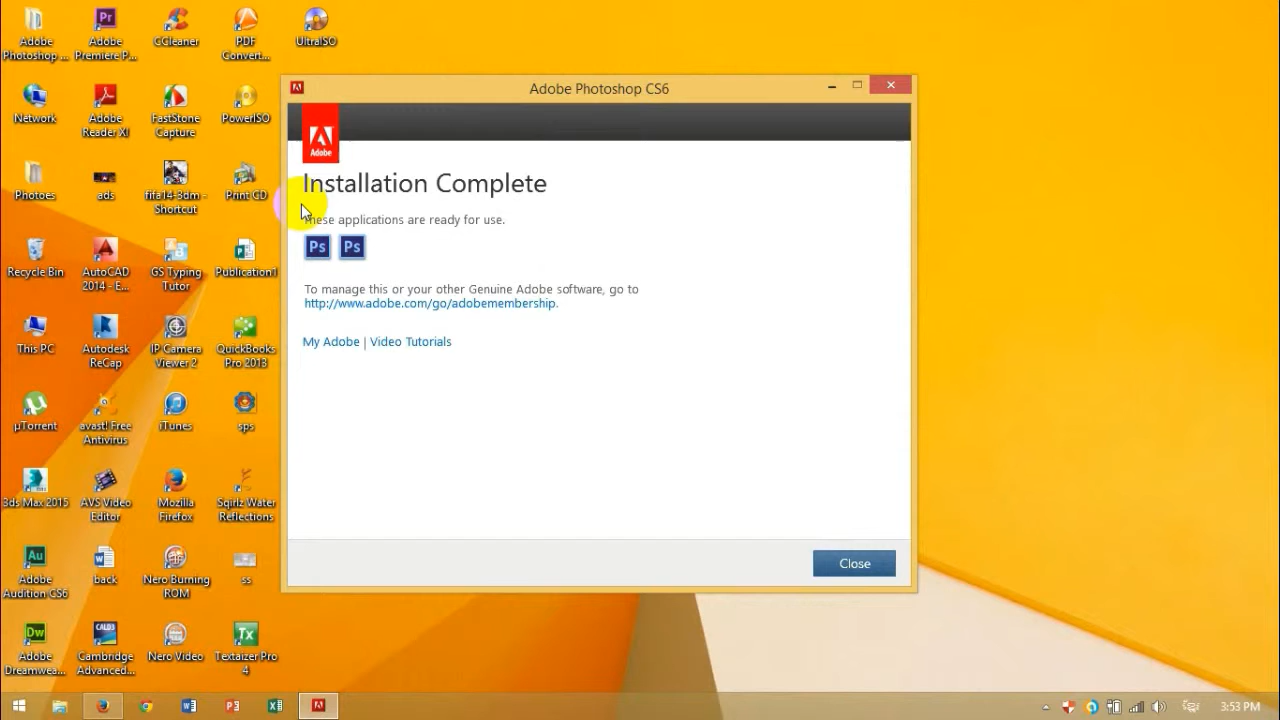 Adobe Photoshop ...
Adobe Premiere P...
CCleaner
PDF Convert...
UltraISO
Network
Adobe Reader XI
FastStone Capture
PowerISO
Photoes
ads
fifa14-3dm - Shortcut
Print CD
Recycle Bin
AutoCAD 2014 - E...
GS Typing Tutor
Publication1
This PC
Autodesk ReCap
IP Camera Viewer 2
QuickBooks Pro 2013
µTorrent
avast! Free Antivirus
iTunes
sps
3ds Max 2015
AVS Video Editor
Mozilla Firefox
Sqirlz Water Reflections
Au
Adobe Audition CS6
back
Nero Burning ROM
ss
Dw
Adobe Dreamwea...
CALD3
Cambridge Advanced...
Nero Video
Tx
Textaizer Pro 4
Adobe Photoshop CS6
Adobe
Installation Complete
These applications are ready for use.
Ps Ps
To manage this or your other Genuine Adobe software, go to
http://www.adobe.com/go/adobemembership.
My Adobe | Video Tutorials
Close
3:53 PM